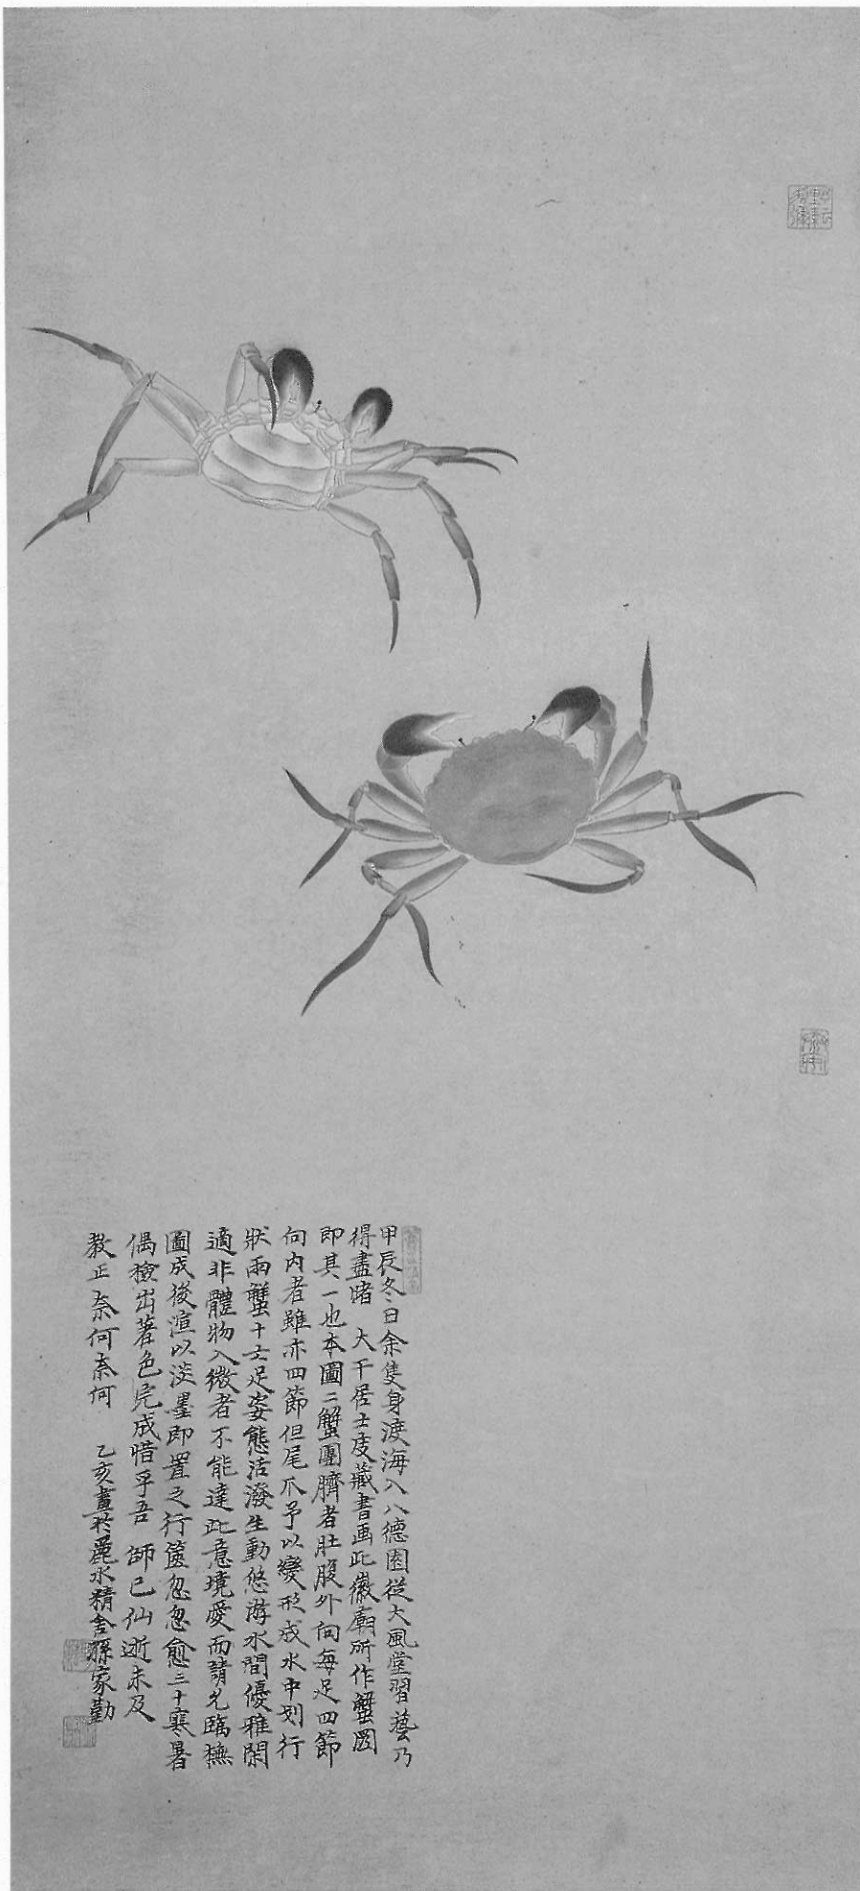 甲辰冬日余隻身渡海入八德園從大風堂習藝乃
得盡睹 大千居士庋藏書画此徽廟所作蟹圖
即其一也本圖二蟹團臍者肚腹外向每足四節
向内者雖亦四節但尾爪予以變形成水中划行
狀兩蟹十六足姿態活潑生動悠游水間優雅閑
適非體物入微者不能達此意境愛而請允臨橅
圖成後渲以淡墨即置之行篋忽忽愈三十寒暑
偶檢出著色完成惜乎吾 師已仙逝未及
教正奈何奈何 乙亥畫於麗水精舍孫家勤